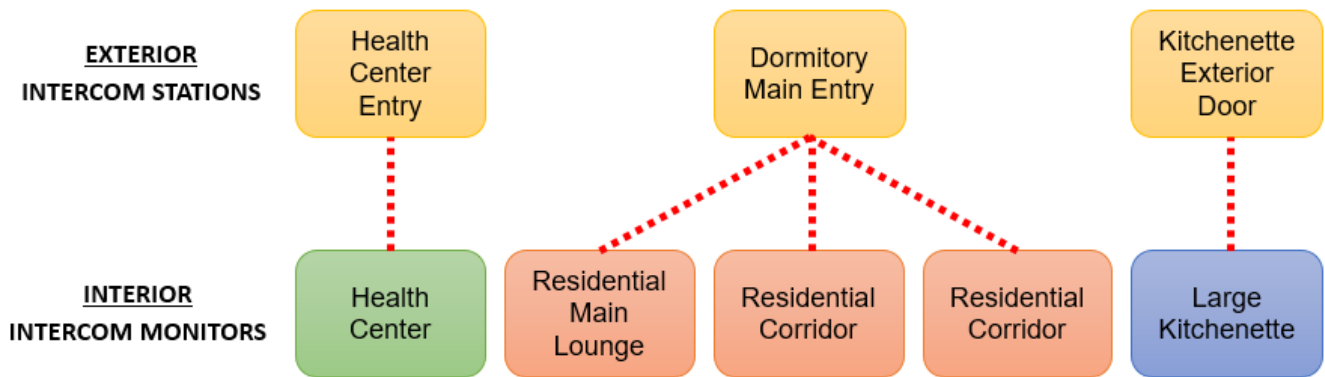 EXTERIOR
INTERCOM STATIONS
Health
Center
Entry
Dormitory
Main Entry
Kitchenette
Exterior
Door
INTERIOR
INTERCOM MONITORS
Health
Center
Residential
Main
Lounge
Residential
Corridor
Residential
Corridor
Large
Kitchenette